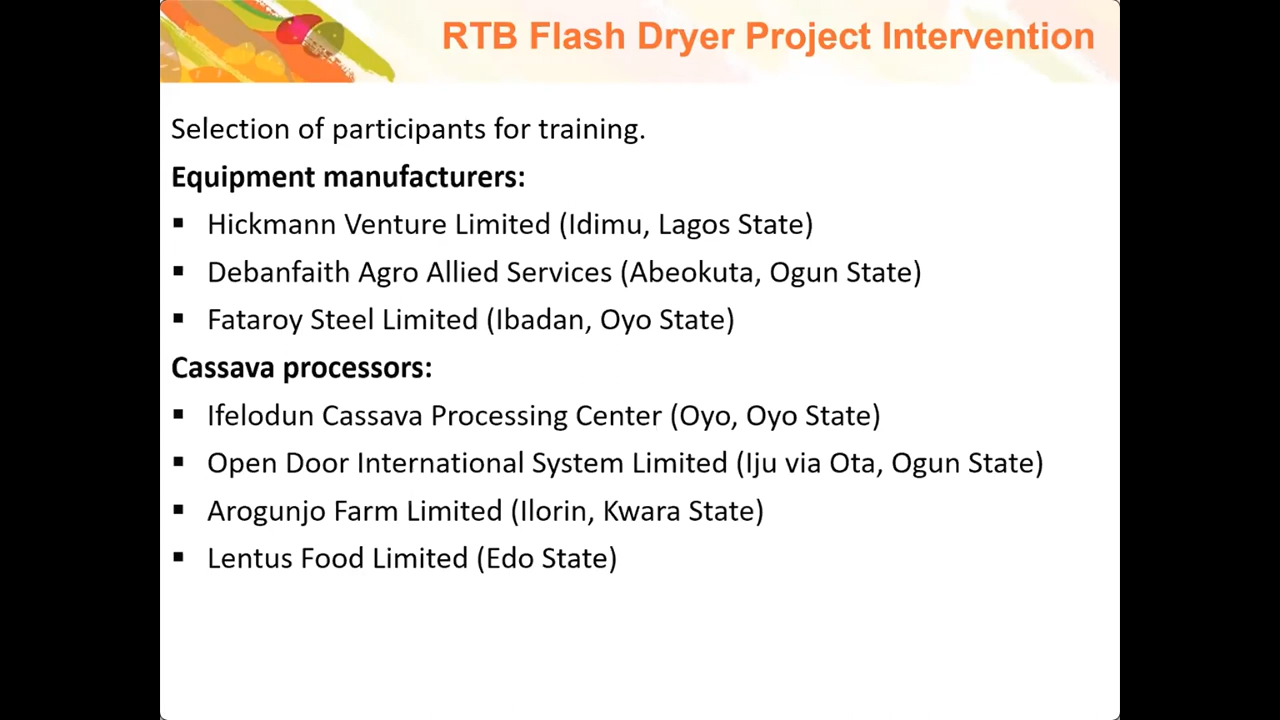 RTB Flash Dryer Project Intervention
Selection of participants for training.
Equipment manufacturers:
▪ Hickmann Venture Limited (Idimu, Lagos State)
▪ Debanfaith Agro Allied Services (Abeokuta, Ogun State)
▪ Fataroy Steel Limited (Ibadan, Oyo State)
Cassava processors:
▪ Ifelodun Cassava Processing Center (Oyo, Oyo State)
▪ Open Door International System Limited (Iju via Ota, Ogun State)
▪ Arogunjo Farm Limited (Ilorin, Kwara State)
▪ Lentus Food Limited (Edo State)